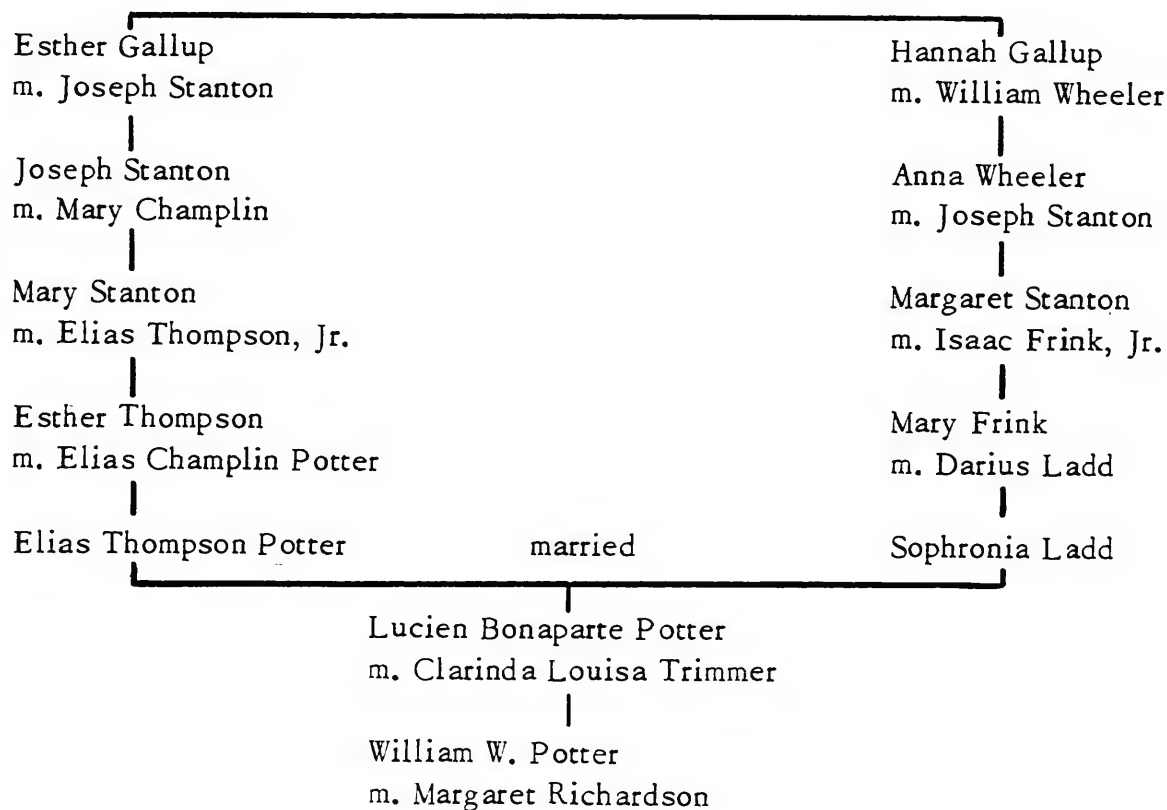 Esther Gallup
m. Joseph Stanton
Hannah Gallup
m. William Wheeler
Joseph Stanton
m. Mary Champlin
Anna Wheeler
m. Joseph Stanton
Mary Stanton
m. Elias Thompson, Jr.
Margaret Stanton
m. Isaac Frink, Jr.
Esther Thompson
m. Elias Champlin Potter
Mary Frink
m. Darius Ladd
Elias Thompson Potter married Sophronia Ladd
Lucien Bonaparte Potter
m. Clarinda Louisa Trimmer
William W. Potter
m. Margaret Richardson